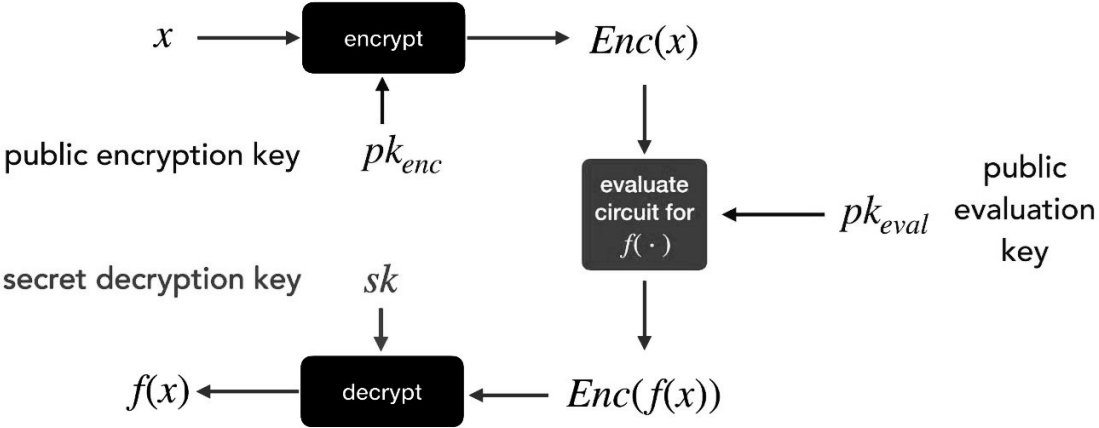 x
encrypt
Enc(x)
public encryption key
pk_enc
evaluate
circuit for
f( · )
pk_eval
public
evaluation
key
secret decryption key
sk
f(x)
decrypt
Enc(f(x))